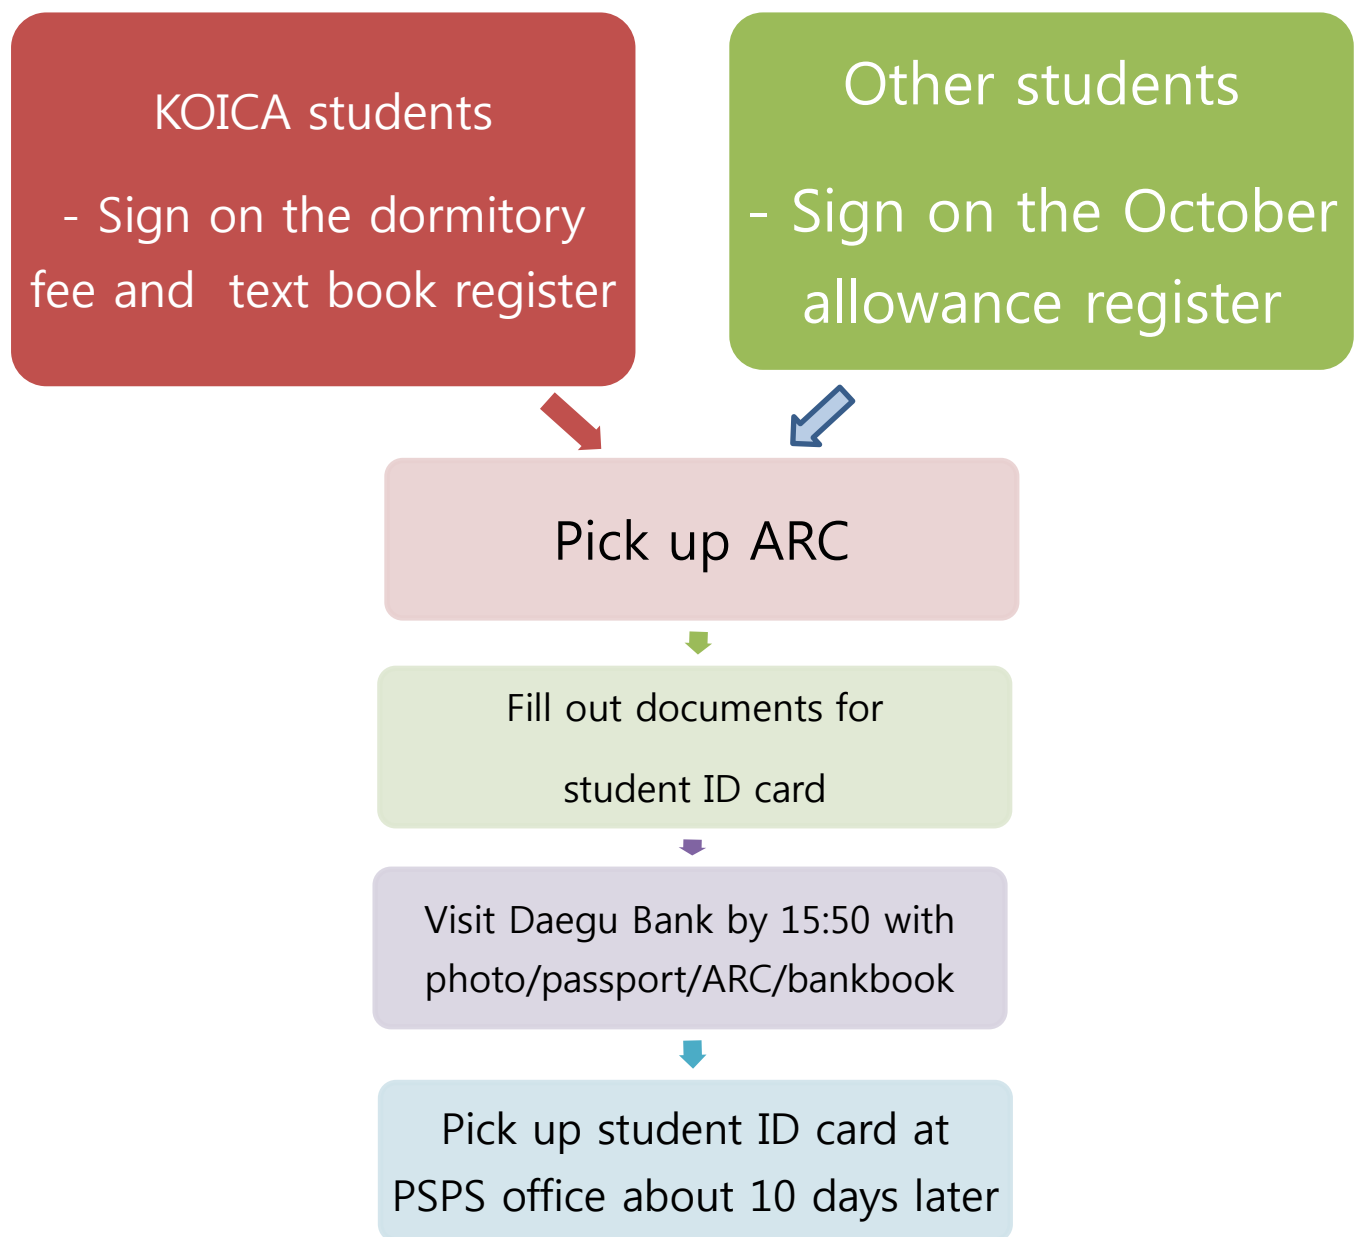 KOICA students
- Sign on the dormitory
fee and  text book register
Other students
- Sign on the October
allowance register
Pick up ARC
Fill out documents for
student ID card
Visit Daegu Bank by 15:50 with
photo/passport/ARC/bankbook
Pick up student ID card at
PSPS office about 10 days later